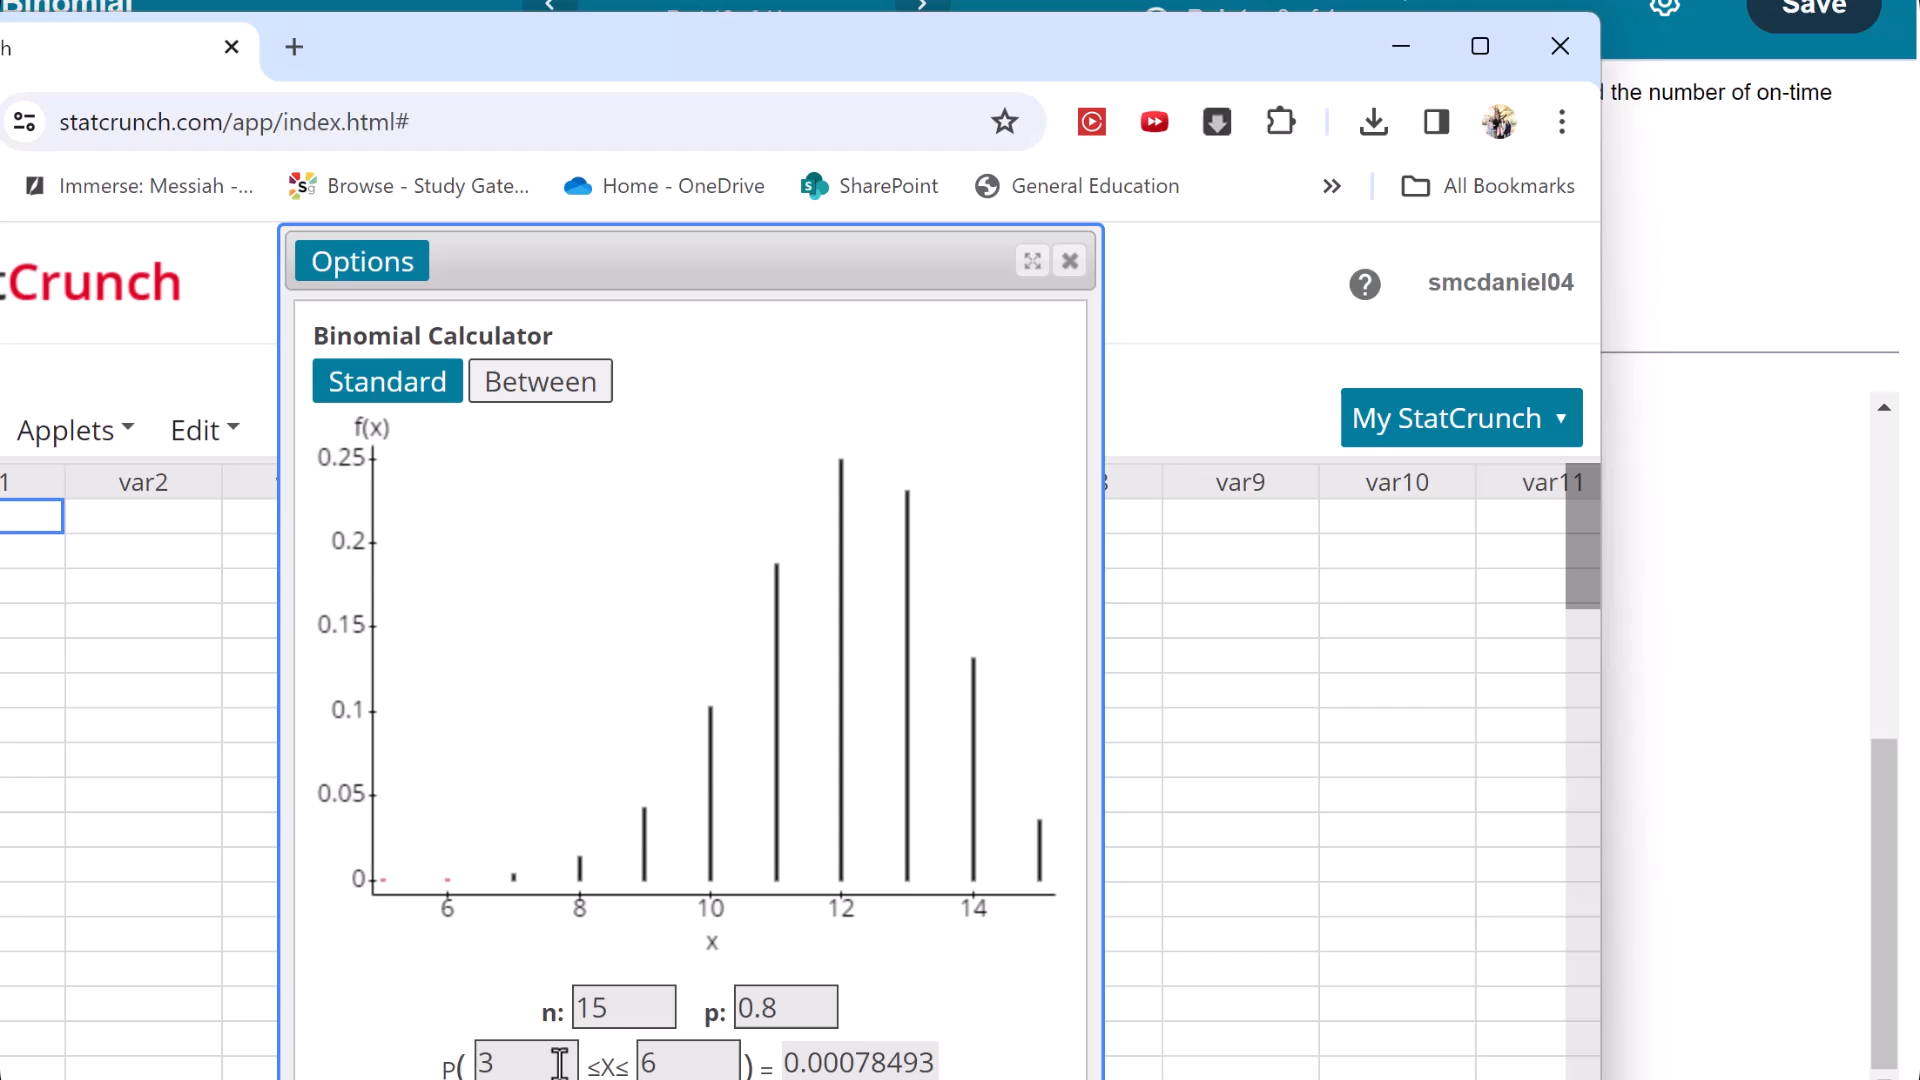 Binomial
Save
h
statcrunch.com/app/index.html#
the number of on-time
Immerse: Messiah -...
Browse - Study Gate...
Home - OneDrive
SharePoint
General Education
All Bookmarks
Options
tCrunch
smcdaniel04
Binomial Calculator
Standard
Between
Applets
Edit
My StatCrunch
f(x)
0.25
1
var2
var9
var10
var11
0.2
0.15
0.1
0.05
0
6
8
10
12
14
x
n: 15 p: 0.8
P( 3 ≤X≤ 6 ) = 0.00078493